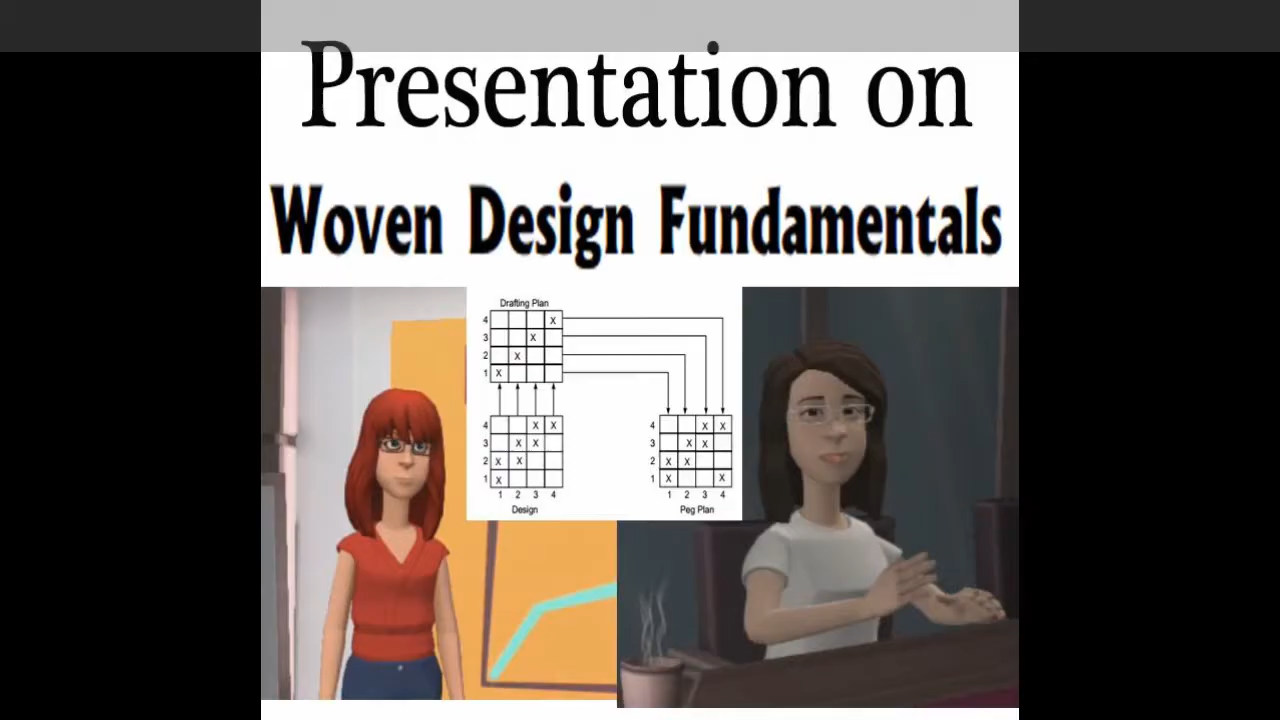 Presentation on
Woven Design Fundamentals
Drafting Plan
4 X
3 X
2 X
1 X
4 X X
3 X X
2 X X
1 X
1 2 3 4
Design
4 X X
3 X X
2 X X
1 X X
1 2 3 4
Peg Plan